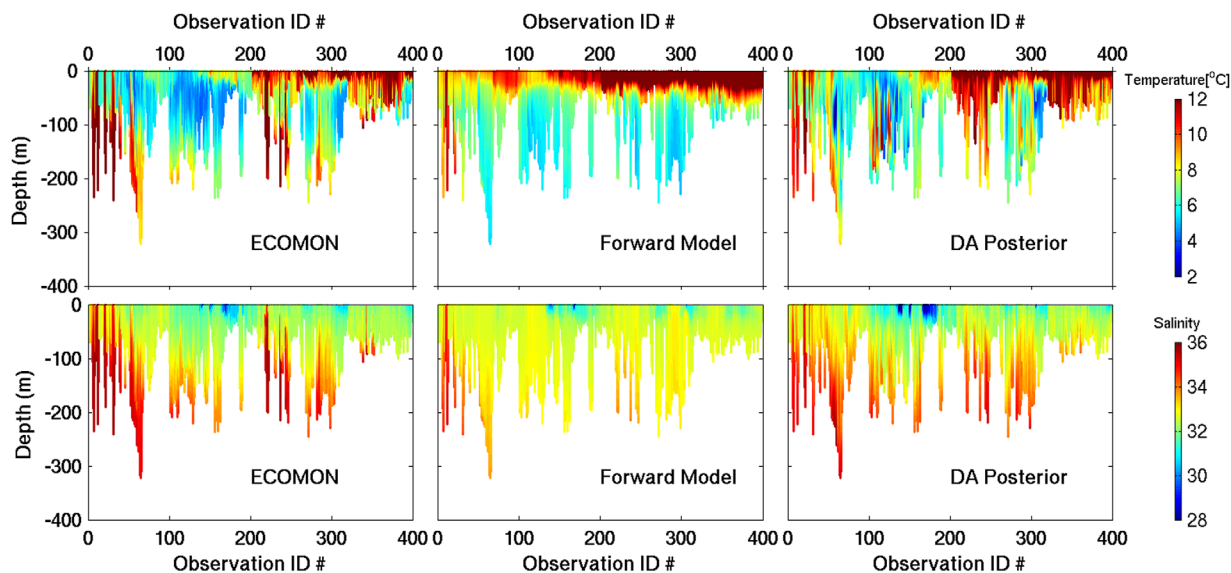 Observation ID # Observation ID # Observation ID #
0 100 200 300 400 0 100 200 300 400 0 100 200 300 400
0
-100
-200
-300
-400
Depth (m)
ECOMON
Forward Model
DA Posterior
Temperature[⁰C]
12
10
8
6
4
2
0
-100
-200
-300
-400
Depth (m)
ECOMON
Forward Model
DA Posterior
Salinity
36
34
32
30
28
0 100 200 300 400 0 100 200 300 400 0 100 200 300 400
Observation ID # Observation ID # Observation ID #